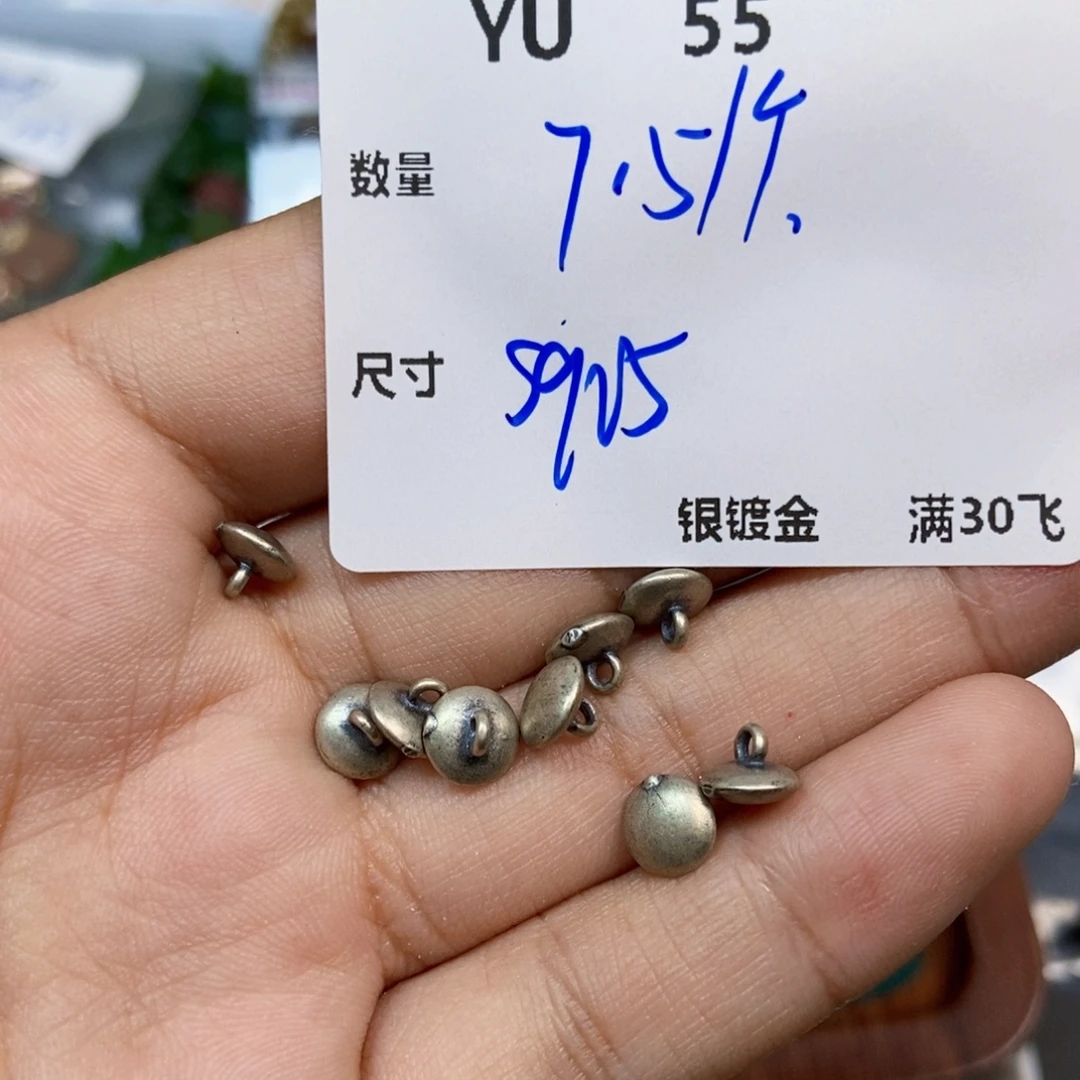 YU 55
数量 7.5/个
尺寸 S925
银镀金 满30飞